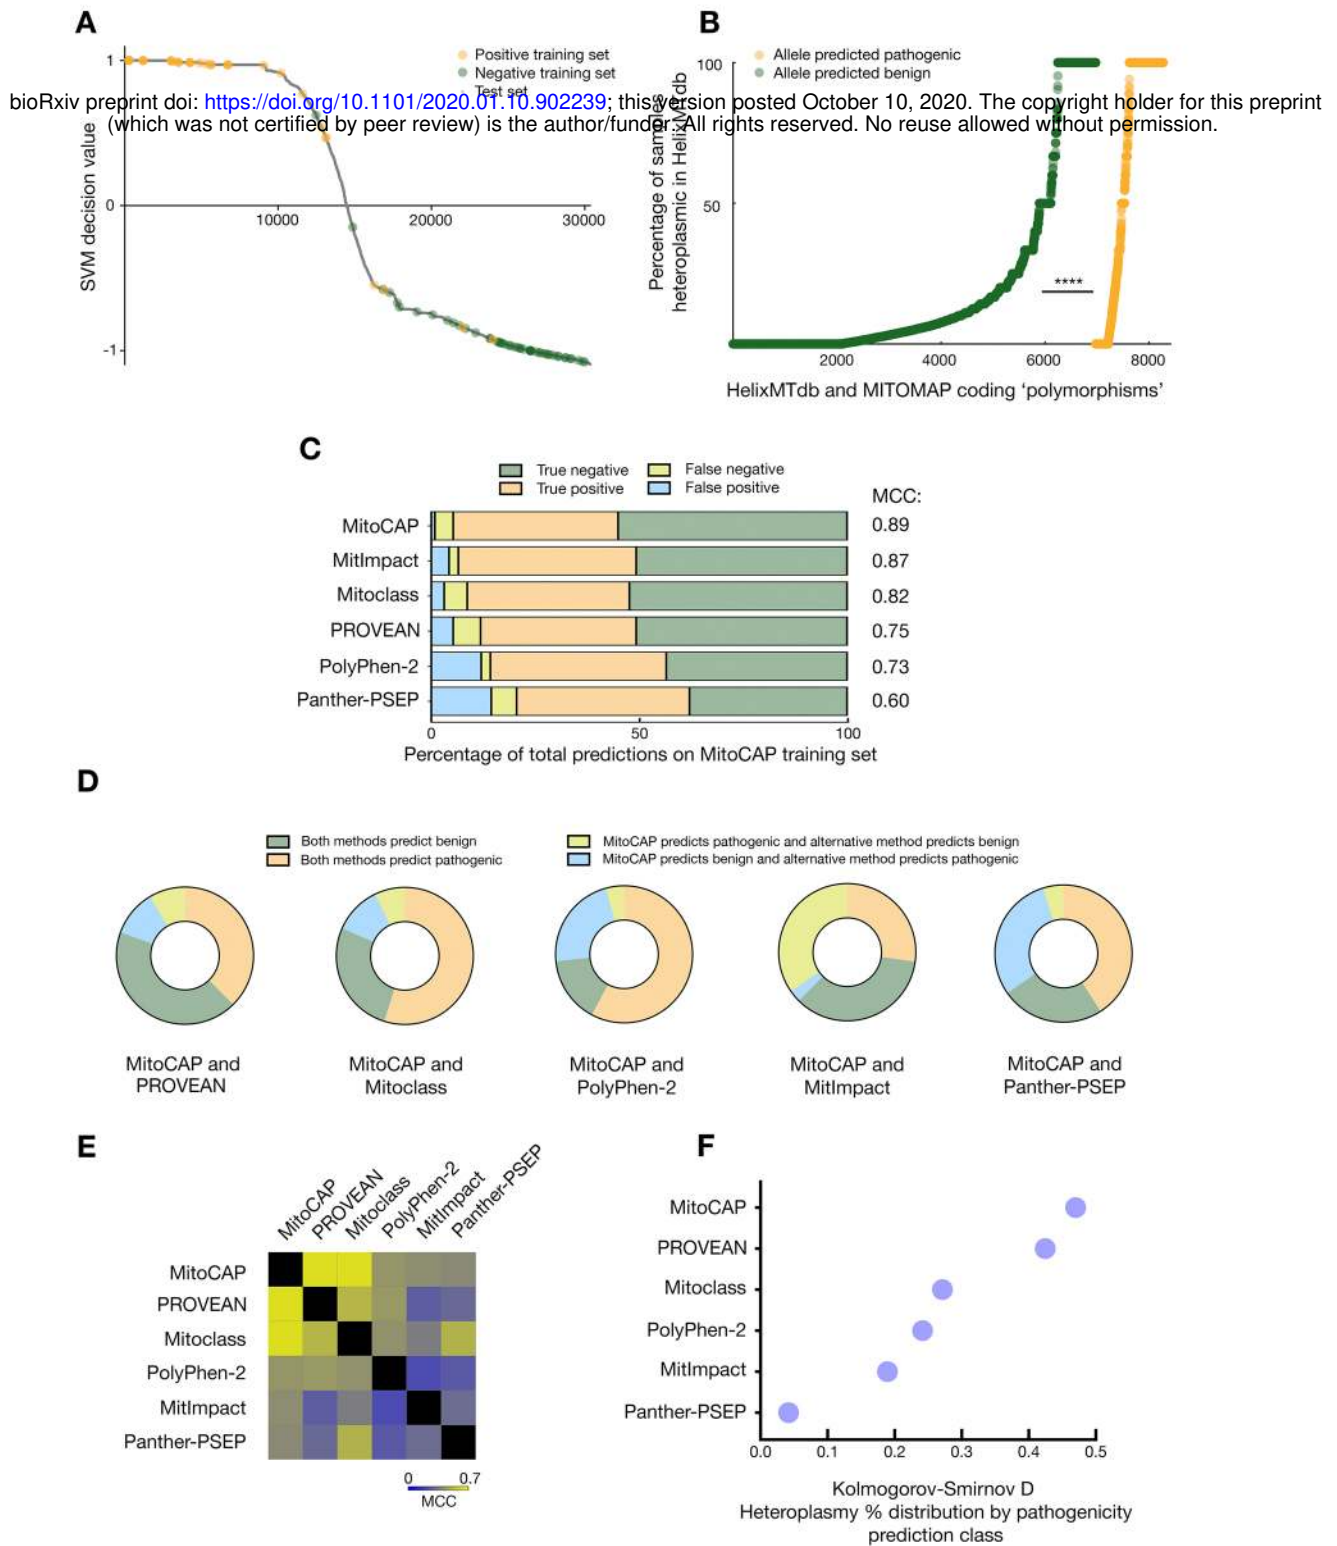 A
B
Positive training set
Negative training set
Test set
Allele predicted pathogenic
Allele predicted benign
bioRxiv preprint doi: https://doi.org/10.1101/2020.01.10.902239; this version posted October 10, 2020. The copyright holder for this preprint
(which was not certified by peer review) is the author/funder. All rights reserved. No reuse allowed without permission.
SVM decision value
1
0
-1
10000
20000
30000
Percentage of samples
heteroplasmic in HelixMTdb
100
50
****
2000
4000
6000
8000
HelixMTdb and MITOMAP coding ‘polymorphisms’
C
True negative
False negative
True positive
False positive
MCC:
MitoCAP
0.89
MitImpact
0.87
Mitoclass
0.82
PROVEAN
0.75
PolyPhen-2
0.73
Panther-PSEP
0.60
0
50
100
Percentage of total predictions on MitoCAP training set
D
Both methods predict benign
MitoCAP predicts pathogenic and alternative method predicts benign
Both methods predict pathogenic
MitoCAP predicts benign and alternative method predicts pathogenic
MitoCAP and
PROVEAN
MitoCAP and
Mitoclass
MitoCAP and
PolyPhen-2
MitoCAP and
MitImpact
MitoCAP and
Panther-PSEP
E
MitoCAP
PROVEAN
Mitoclass
PolyPhen-2
MitImpact
Panther-PSEP
MitoCAP
PROVEAN
Mitoclass
PolyPhen-2
MitImpact
Panther-PSEP
0
0.7
MCC
F
MitoCAP
PROVEAN
Mitoclass
PolyPhen-2
MitImpact
Panther-PSEP
0.0
0.1
0.2
0.3
0.4
0.5
Kolmogorov-Smirnov D
Heteroplasmy % distribution by pathogenicity
prediction class